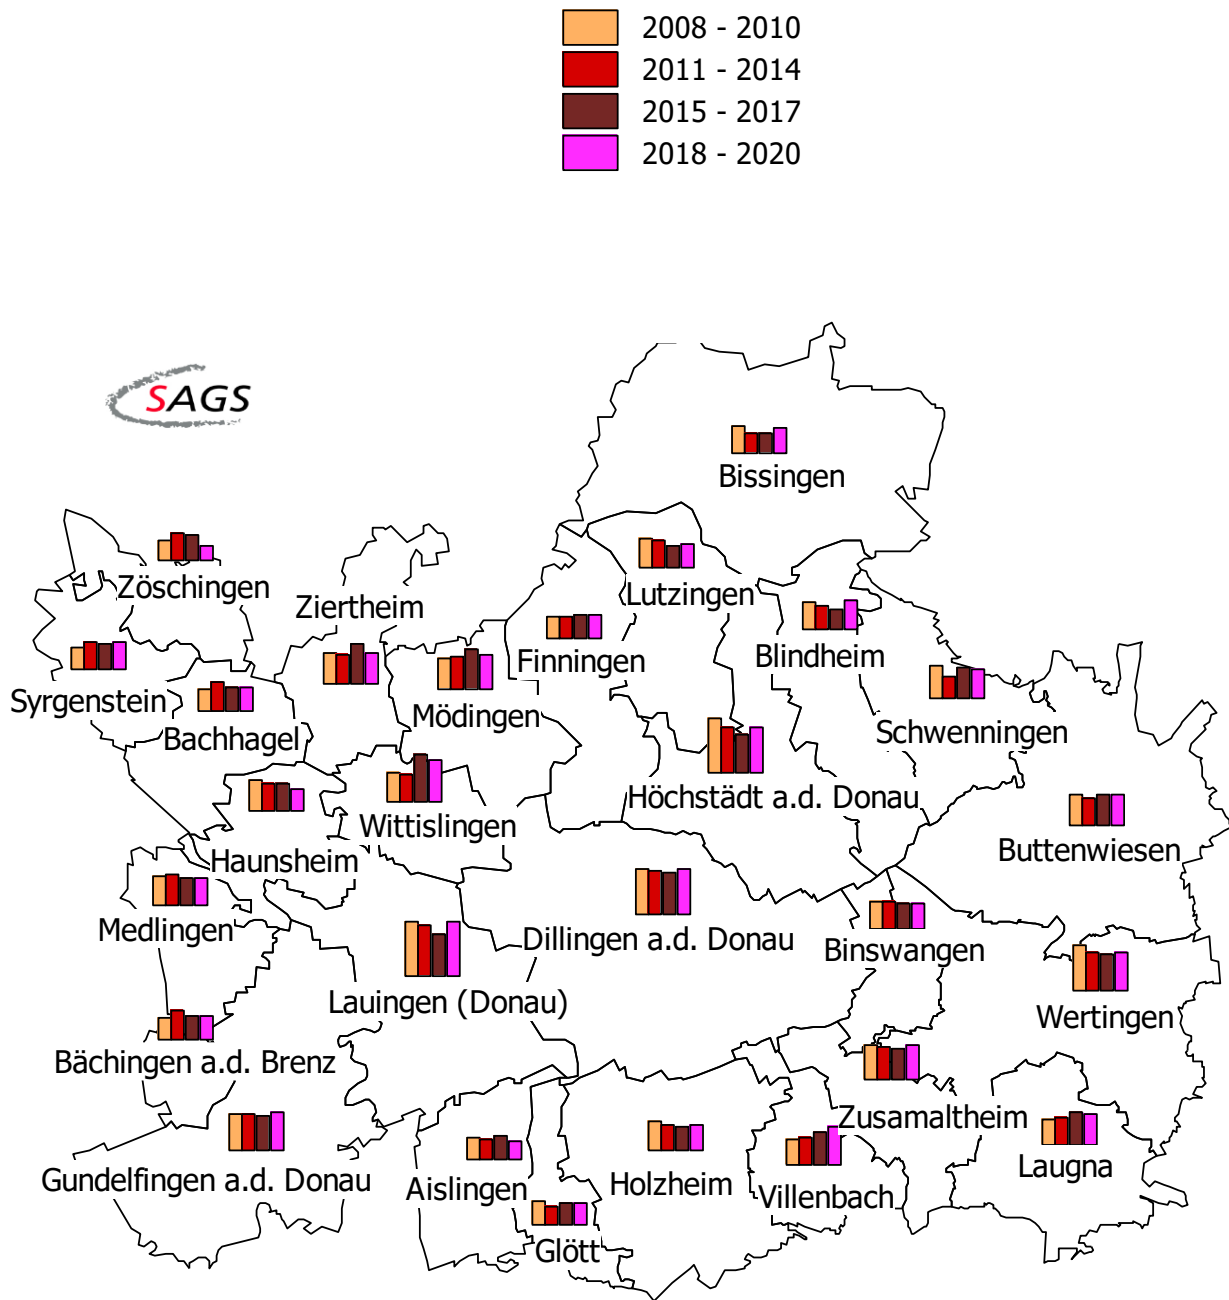 2008 - 2010
2011 - 2014
2015 - 2017
2018 - 2020
SAGS
Bissingen
Zöschingen
Ziertheim
Lutzingen
Syrgenstein
Bachhagel
Mödingen
Finningen
Blindheim
Schwenningen
Höchstädt a.d. Donau
Wittislingen
Haunsheim
Buttenwiesen
Medlingen
Dillingen a.d. Donau
Binswangen
Lauingen (Donau)
Wertingen
Bächingen a.d. Brenz
Zusamaltheim
Gundelfingen a.d. Donau
Aislingen
Holzheim
Villenbach
Laugna
Glött